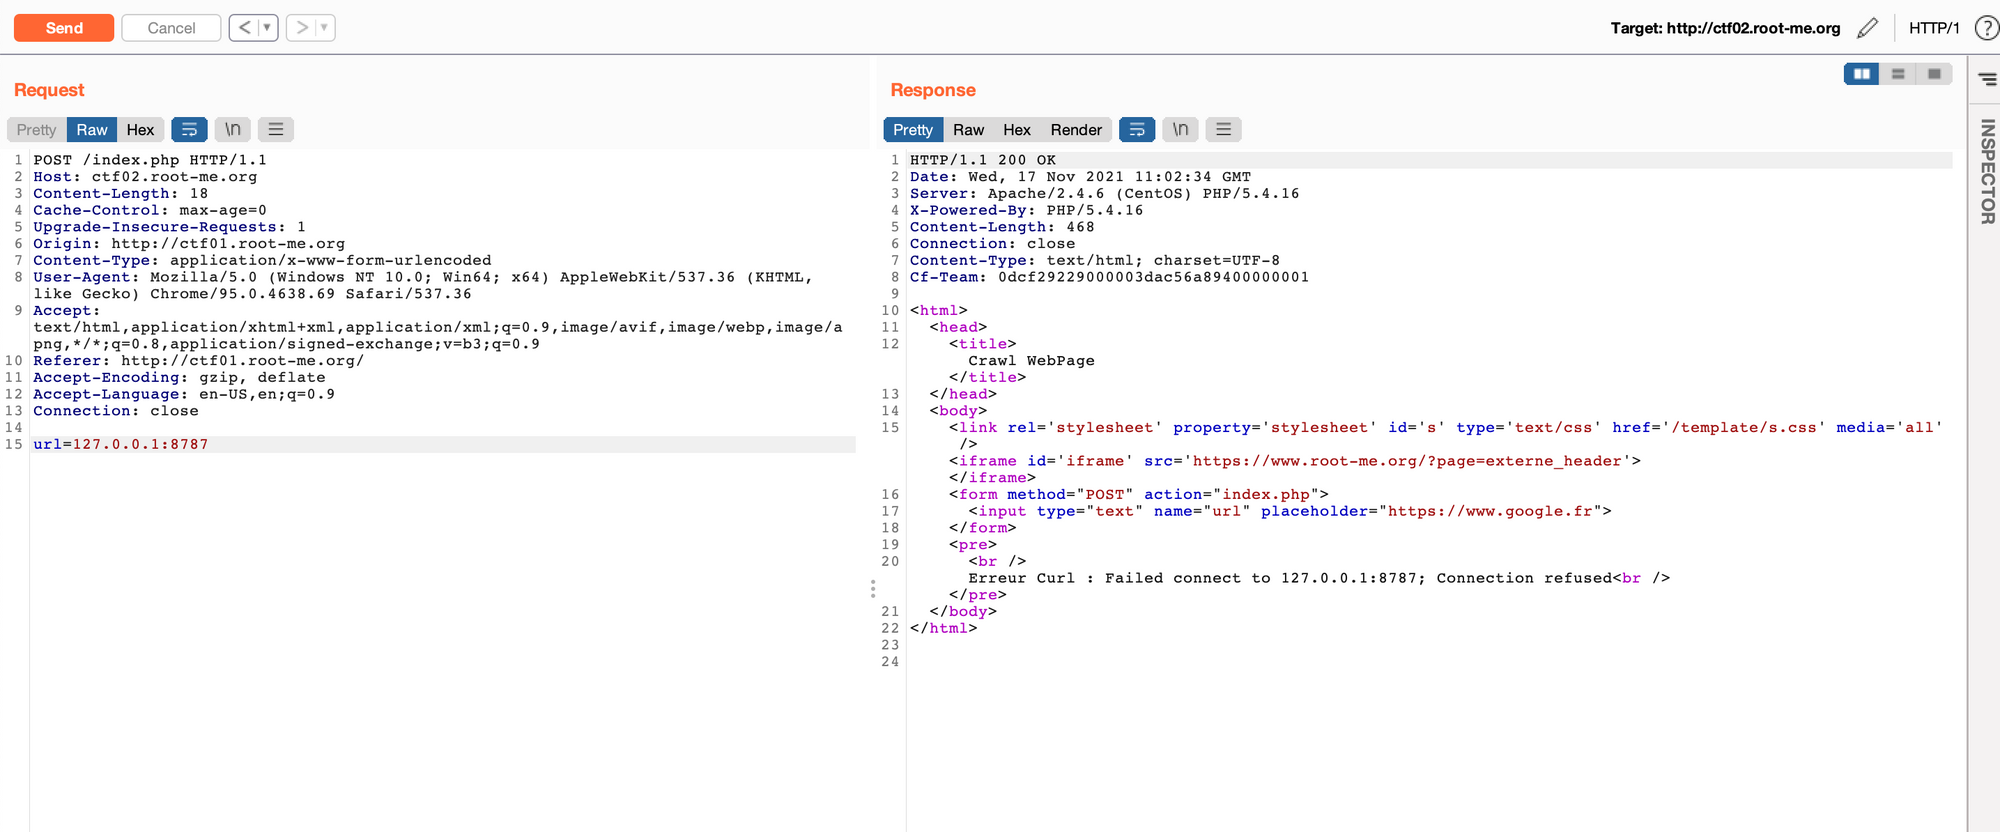 Send Cancel < ▼ > ▼ Target: http://ctf02.root-me.org HTTP/1 ?
Request
Pretty Raw Hex \n
1 POST /index.php HTTP/1.1
2 Host: ctf02.root-me.org
3 Content-Length: 18
4 Cache-Control: max-age=0
5 Upgrade-Insecure-Requests: 1
6 Origin: http://ctf01.root-me.org
7 Content-Type: application/x-www-form-urlencoded
8 User-Agent: Mozilla/5.0 (Windows NT 10.0; Win64; x64) AppleWebKit/537.36 (KHTML,
like Gecko) Chrome/95.0.4638.69 Safari/537.36
9 Accept:
text/html,application/xhtml+xml,application/xml;q=0.9,image/avif,image/webp,image/a
png,*/*;q=0.8,application/signed-exchange;v=b3;q=0.9
10 Referer: http://ctf01.root-me.org/
11 Accept-Encoding: gzip, deflate
12 Accept-Language: en-US,en;q=0.9
13 Connection: close
14
15 url=127.0.0.1:8787
Response
Pretty Raw Hex Render \n
1 HTTP/1.1 200 OK
2 Date: Wed, 17 Nov 2021 11:02:34 GMT
3 Server: Apache/2.4.6 (CentOS) PHP/5.4.16
4 X-Powered-By: PHP/5.4.16
5 Content-Length: 468
6 Connection: close
7 Content-Type: text/html; charset=UTF-8
8 Cf-Team: 0dcf29229000003dac56a89400000001
9
10 <html>
11 <head>
12 <title>
Crawl WebPage
</title>
13 </head>
14 <body>
15 <link rel='stylesheet' property='stylesheet' id='s' type='text/css' href='/template/s.css' media='all'
/>
<iframe id='iframe' src='https://www.root-me.org/?page=externe_header'>
</iframe>
16 <form method="POST" action="index.php">
17 <input type="text" name="url" placeholder="https://www.google.fr">
18 </form>
19 <pre>
20 <br />
Erreur Curl : Failed connect to 127.0.0.1:8787; Connection refused<br />
</pre>
21 </body>
22 </html>
23
24
INSPECTOR